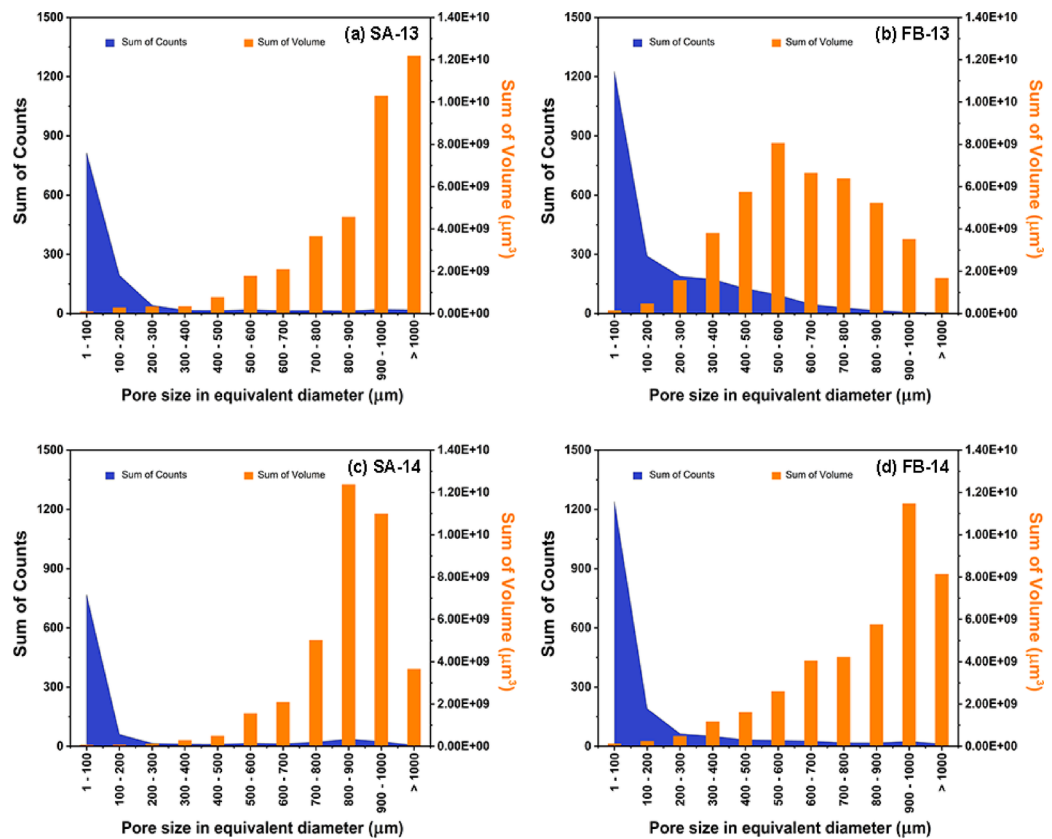 (a) SA-13
Sum of Counts
Sum of Volume
1500
1200
900
600
300
0
Sum of Counts
1.40E+10
1.20E+10
1.00E+10
8.00E+09
6.00E+09
4.00E+09
2.00E+09
0.00E+00
Sum of Volume (μm³)
1 - 100
100 - 200
200 - 300
300 - 400
400 - 500
500 - 600
600 - 700
700 - 800
800 - 900
900 - 1000
> 1000
Pore size in equivalent diameter (μm)
(b) FB-13
Sum of Counts
Sum of Volume
1500
1200
900
600
300
0
Sum of Counts
1.40E+10
1.20E+10
1.00E+10
8.00E+09
6.00E+09
4.00E+09
2.00E+09
0.00E+00
Sum of Volume (μm³)
1 - 100
100 - 200
200 - 300
300 - 400
400 - 500
500 - 600
600 - 700
700 - 800
800 - 900
900 - 1000
> 1000
Pore size in equivalent diameter (μm)
(c) SA-14
Sum of Counts
Sum of Volume
1500
1200
900
600
300
0
Sum of Counts
1.40E+10
1.20E+10
1.00E+10
8.00E+09
6.00E+09
4.00E+09
2.00E+09
0.00E+00
Sum of Volume (μm³)
1 - 100
100 - 200
200 - 300
300 - 400
400 - 500
500 - 600
600 - 700
700 - 800
800 - 900
900 - 1000
> 1000
Pore size in equivalent diameter (μm)
(d) FB-14
Sum of Counts
Sum of Volume
1500
1200
900
600
300
0
Sum of Counts
1.40E+10
1.20E+10
1.00E+10
8.00E+09
6.00E+09
4.00E+09
2.00E+09
0.00E+00
Sum of Volume (μm³)
1 - 100
100 - 200
200 - 300
300 - 400
400 - 500
500 - 600
600 - 700
700 - 800
800 - 900
900 - 1000
> 1000
Pore size in equivalent diameter (μm)